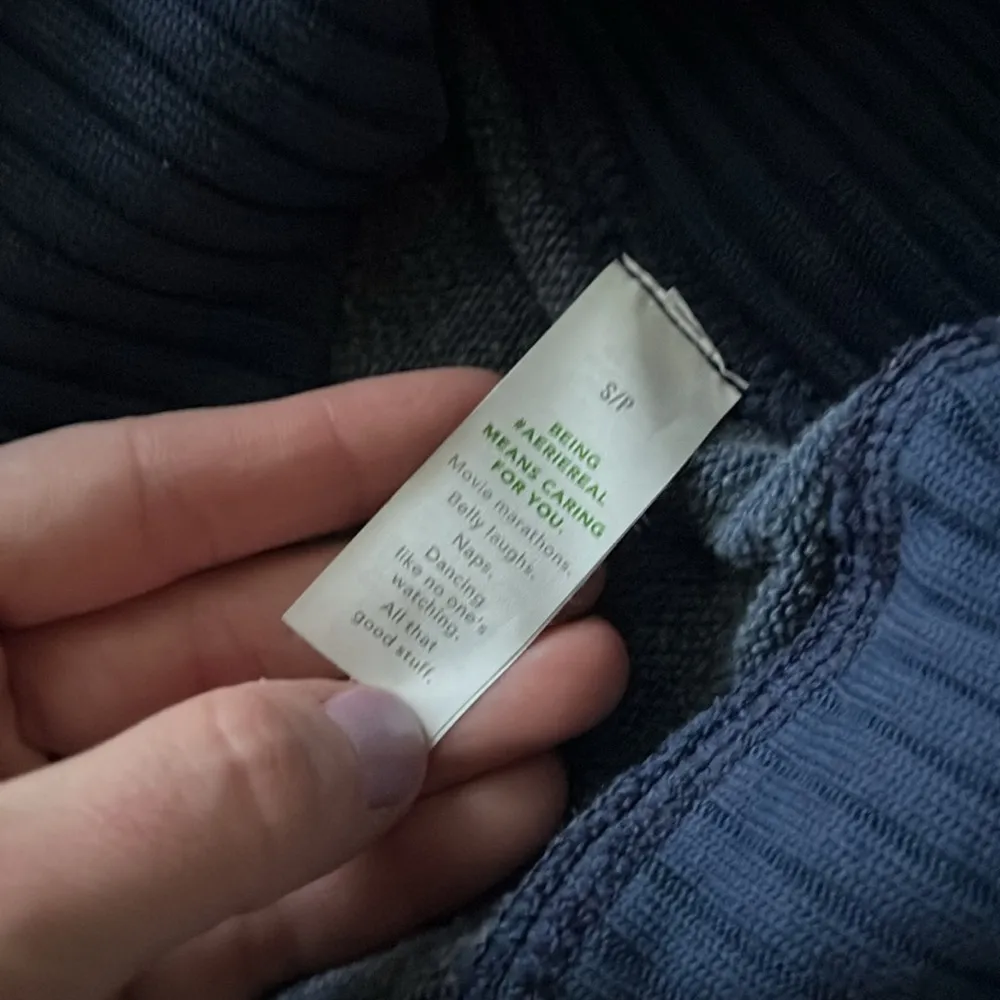 S/P
BEING
#AERIEREAL
MEANS CARING
FOR YOU.
Movie marathons.
Belly laughs.
Naps.
Dancing
like no one's
watching.
All that
good stuff.